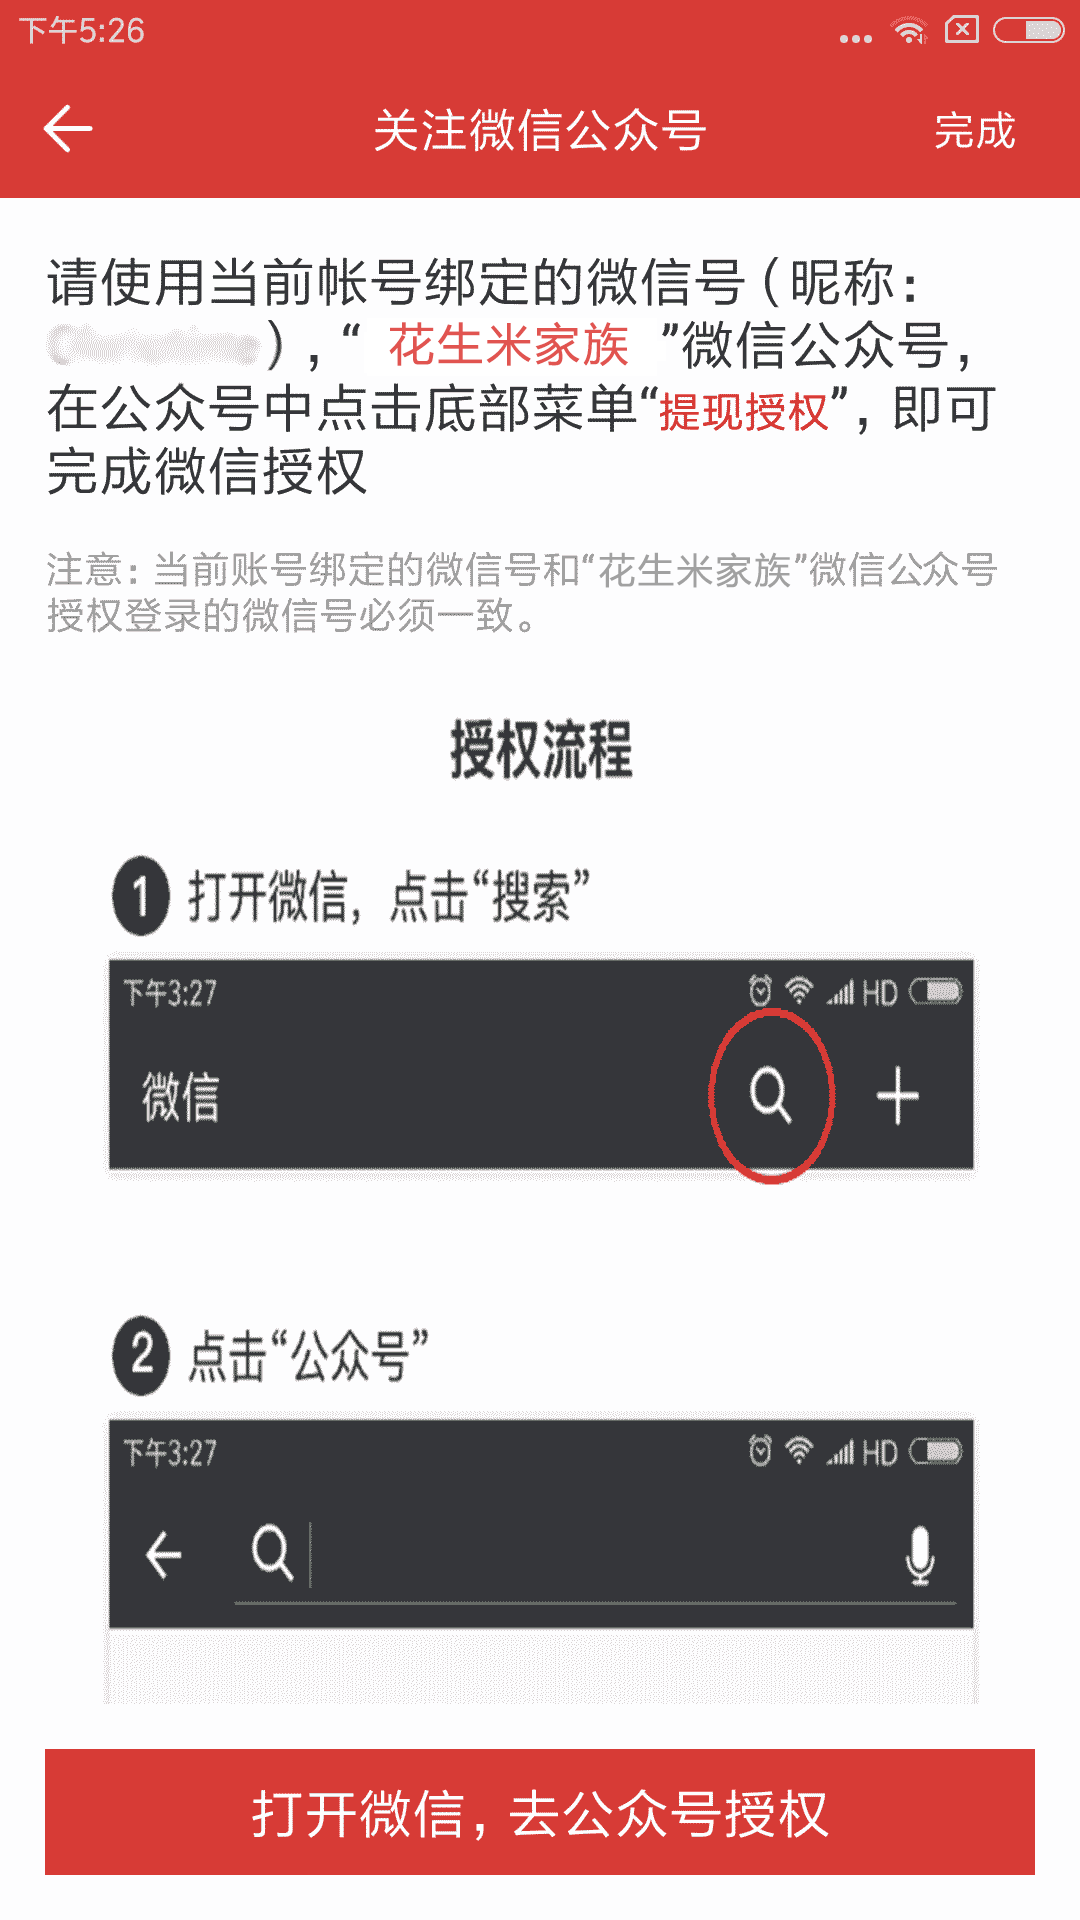 下午5:26
关注微信公众号
完成
请使用当前帐号绑定的微信号（昵称：
），“花生米家族”微信公众号，
在公众号中点击底部菜单“提现授权”，即可
完成微信授权
注意：当前账号绑定的微信号和“花生米家族”微信公众号
授权登录的微信号必须一致。
授权流程
1 打开微信，点击“搜索”
下午3:27 HD
微信
2 点击“公众号”
下午3:27 HD
打开微信，去公众号授权